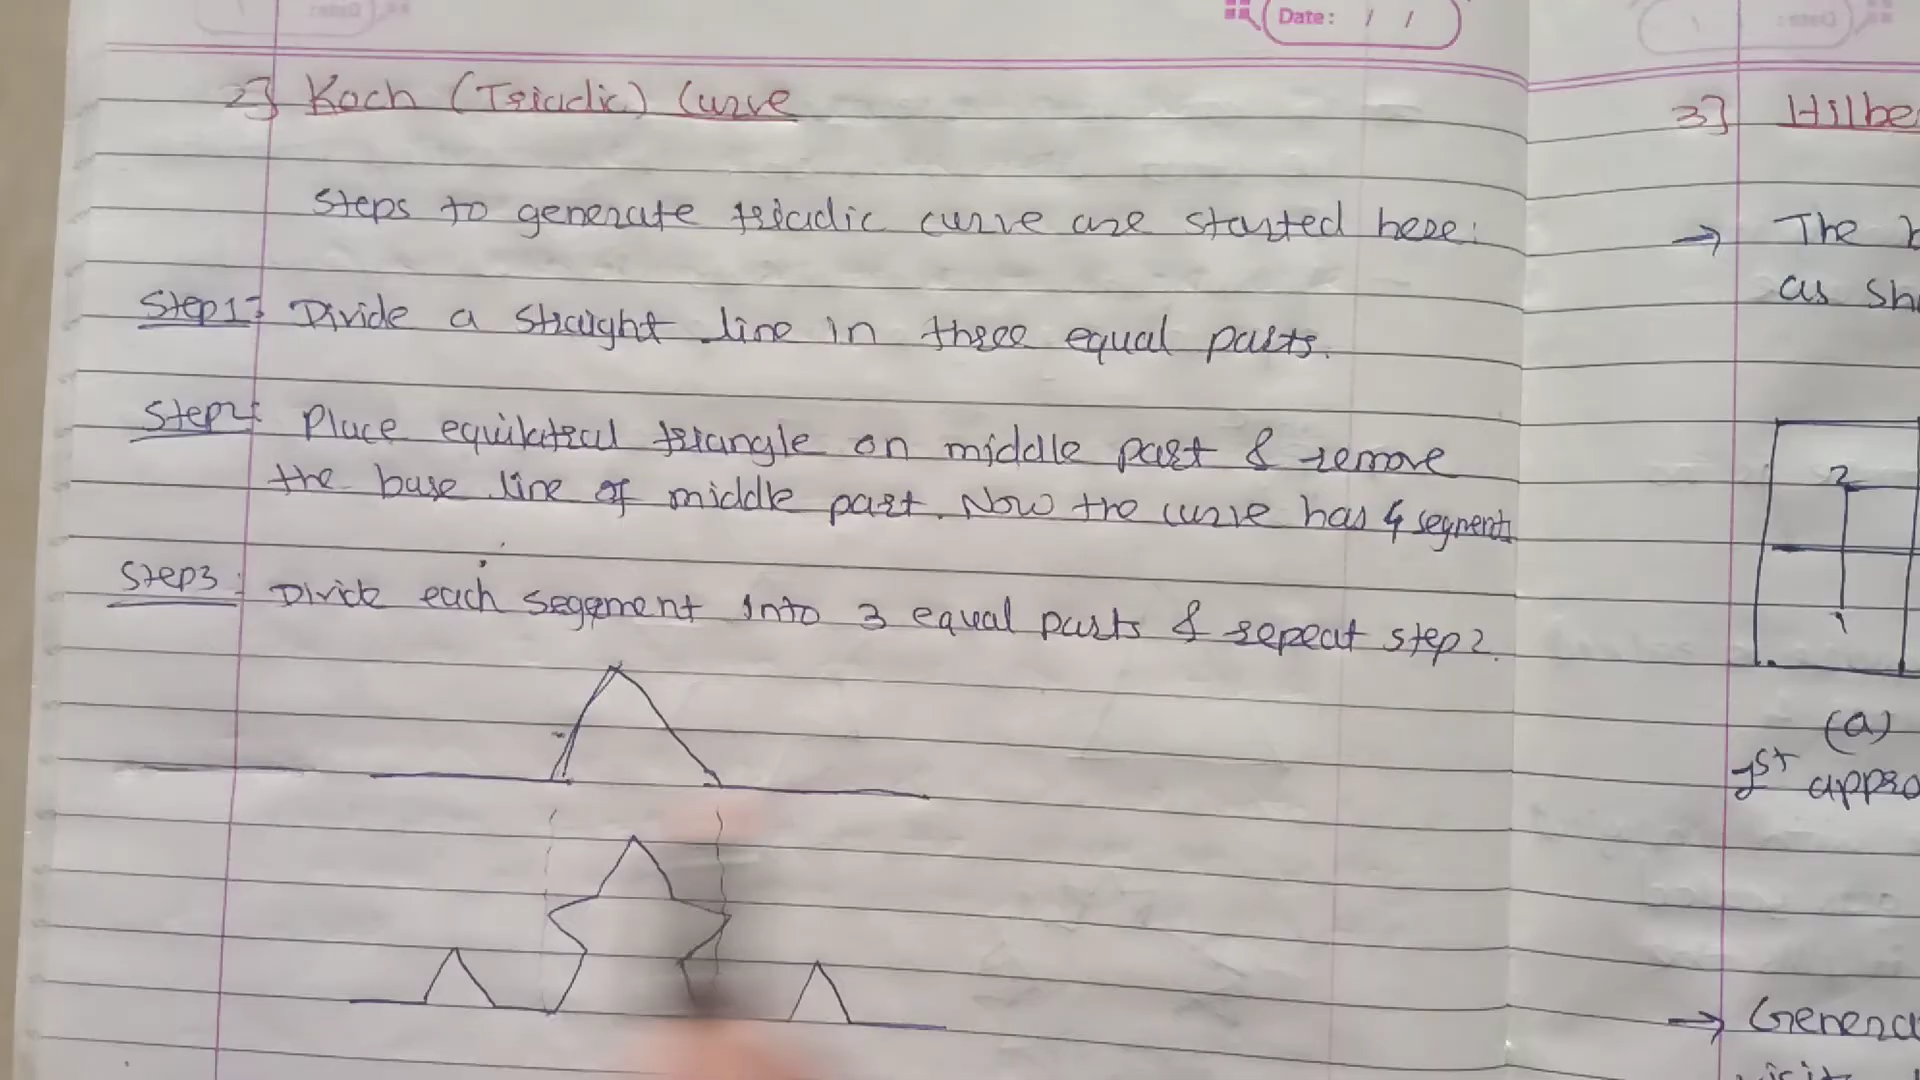 Date: / /
2] Koch (Triadic) Curve
Steps to generate triadic curve are started here:
Step1: Divide a straight line in three equal parts.
Step2: Place equilateral triangle on middle part & remove
the base line of middle part. Now the curve has 4 segments
Step3: Divide each segement into 3 equal parts & repeat step2.
3]
→ The
as
2
1
(a)
1st
→